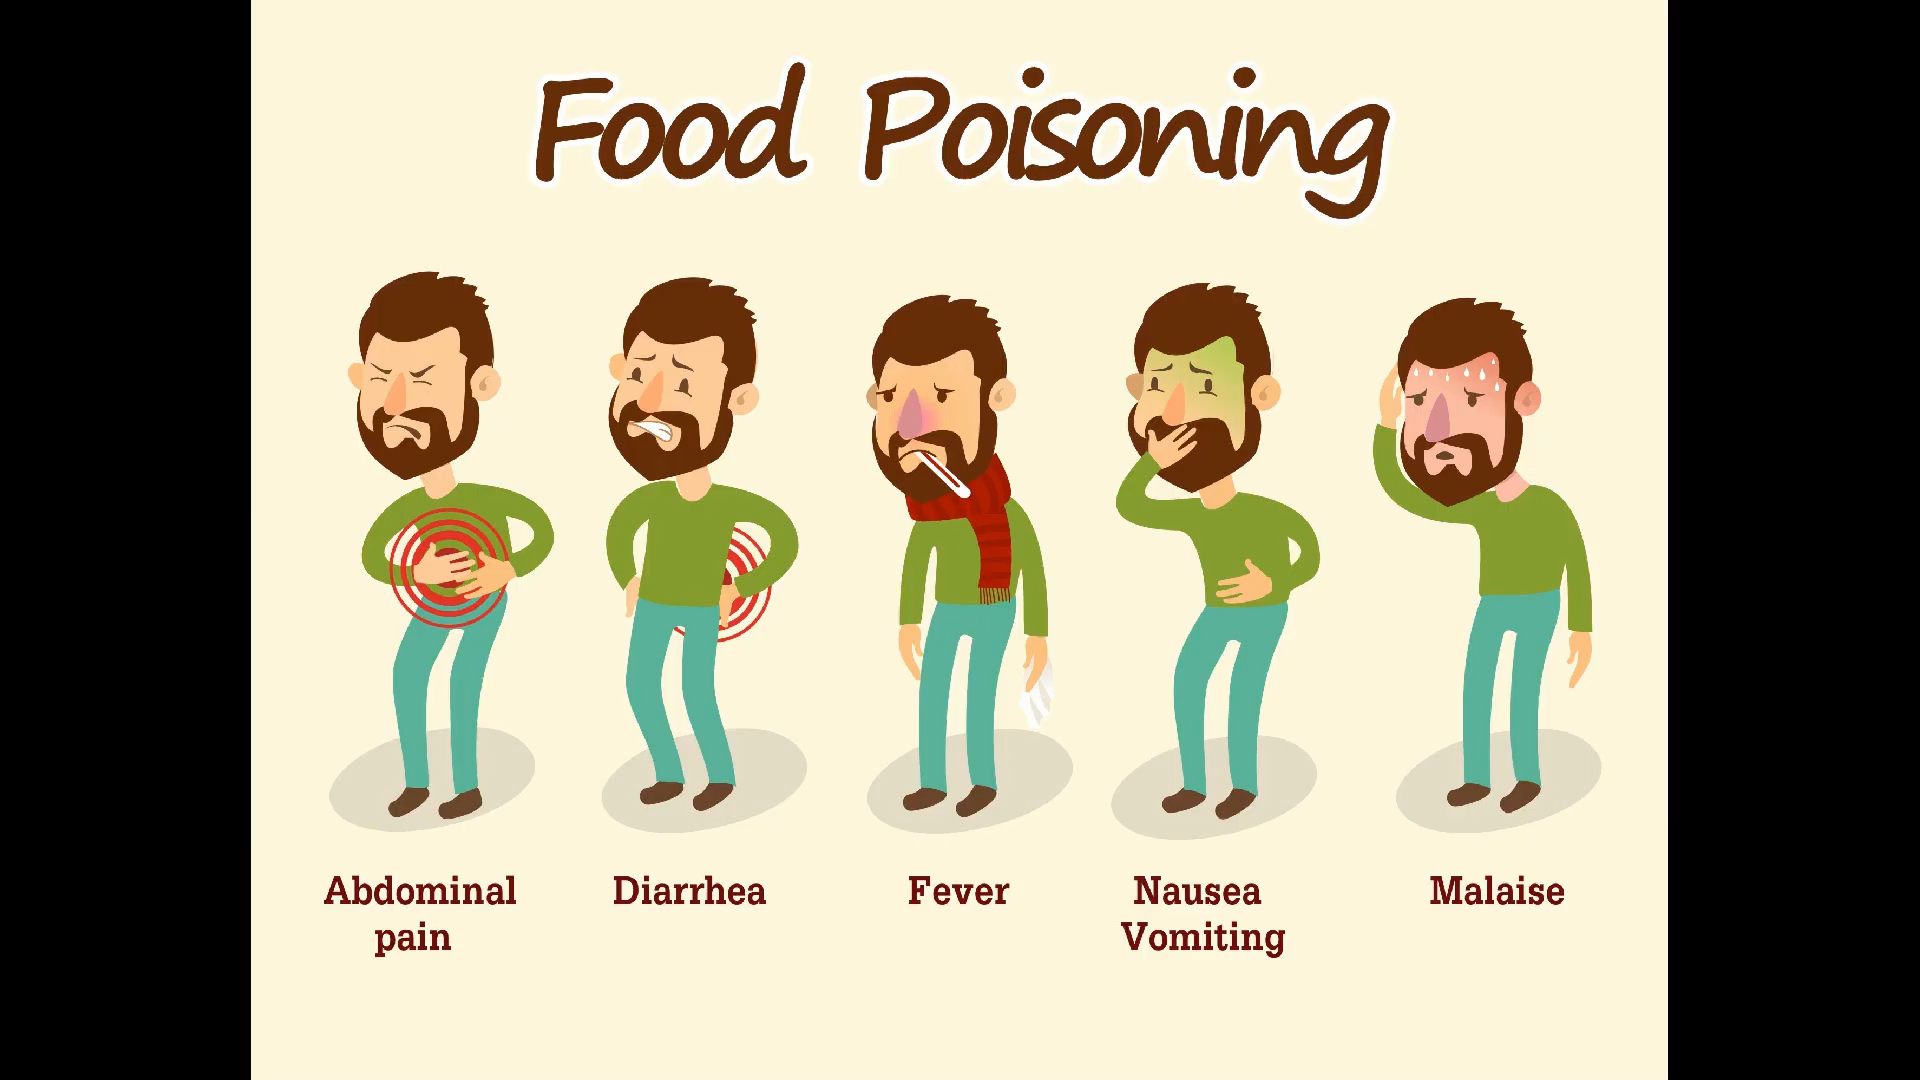 Food Poisoning
Abdominal
pain
Diarrhea
Fever
Nausea
Vomiting
Malaise